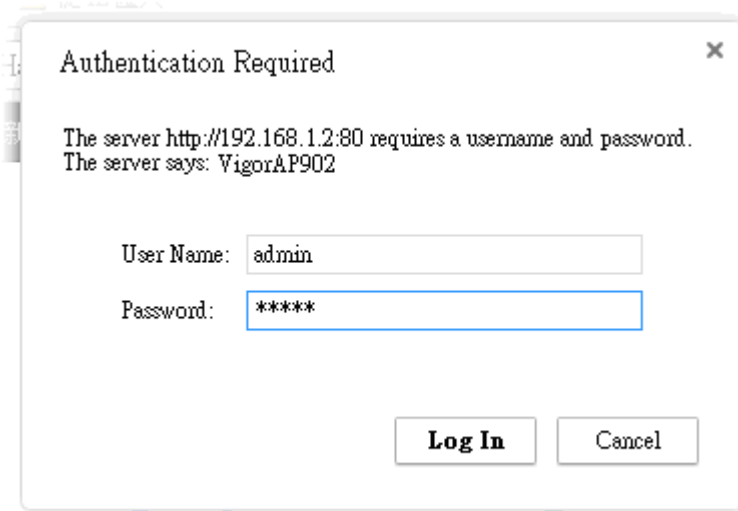 Authentication Required
The server http://192.168.1.2:80 requires a username and password.
The server says: VigorAP902
User Name: admin
Password: *****
Log In Cancel